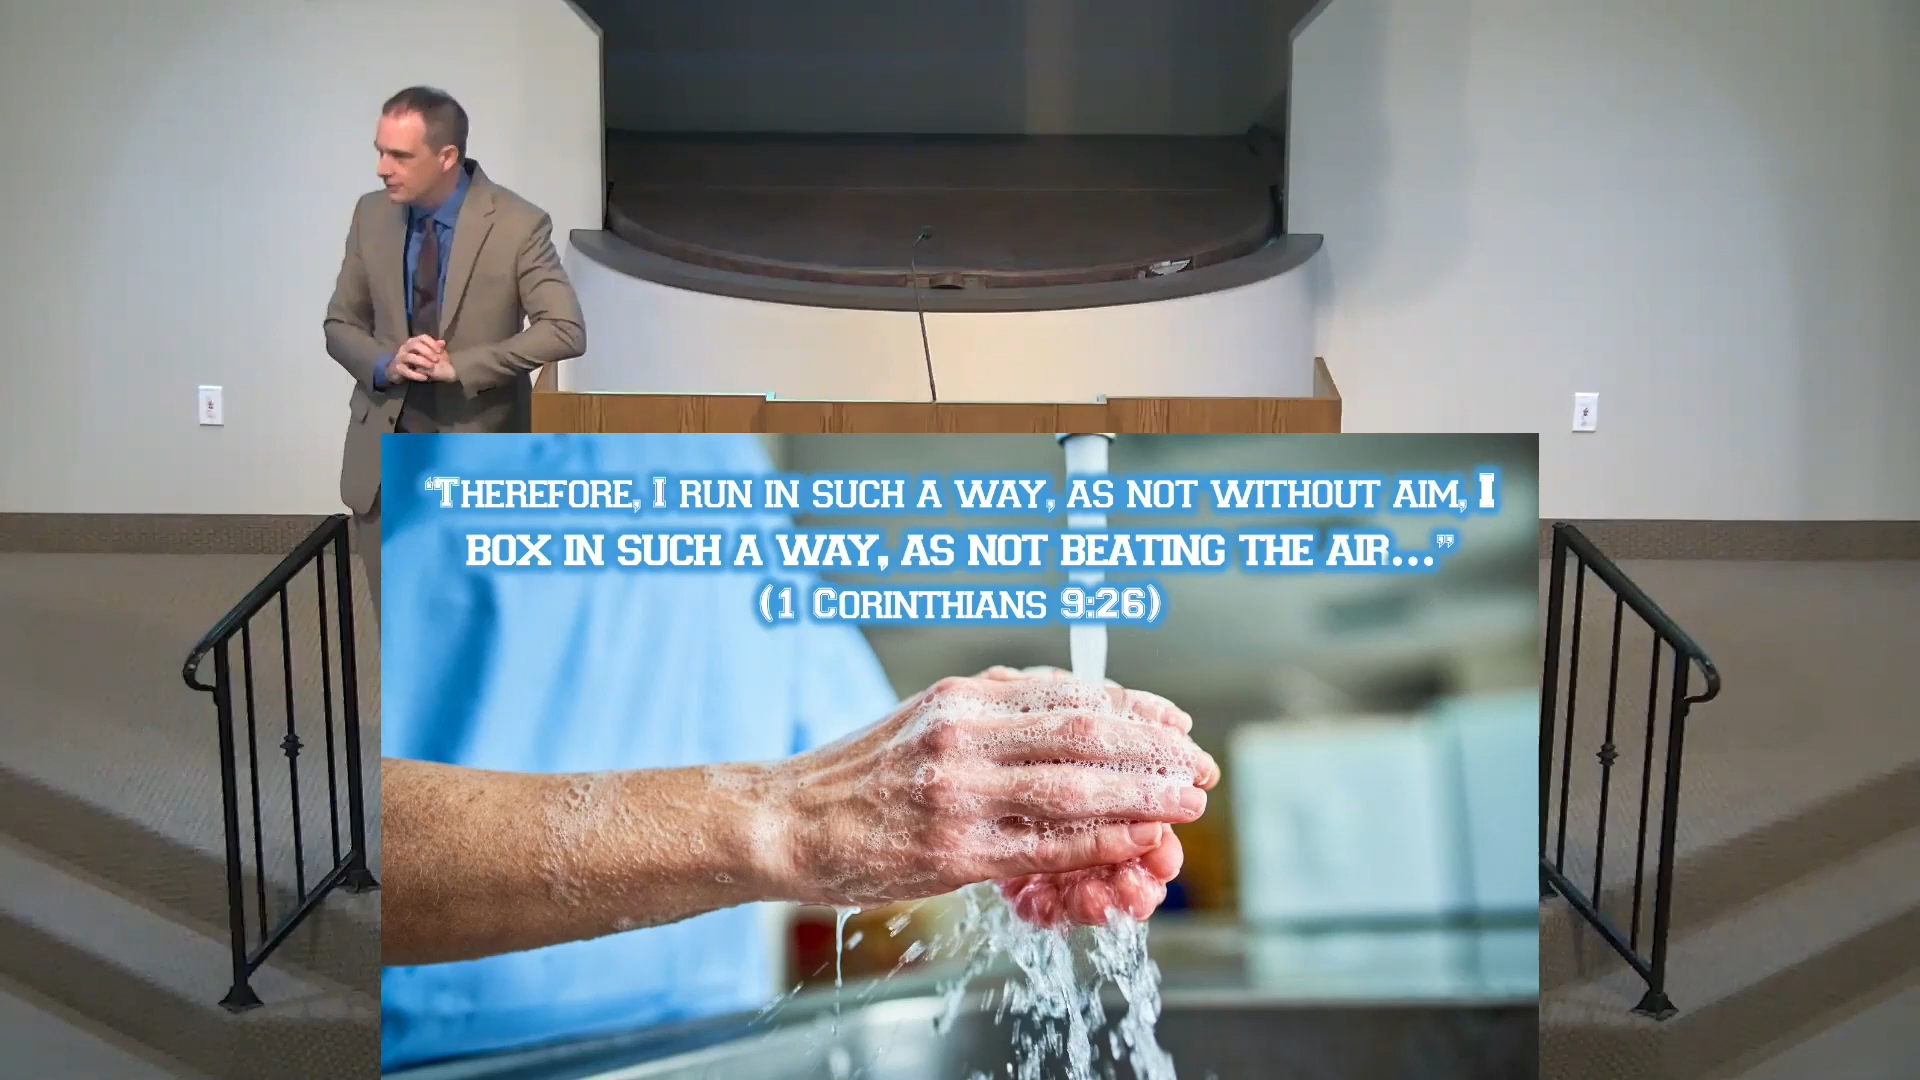 “Therefore, I run in such a way, as not without aim, I
box in such a way, as not beating the air...”
(1 Corinthians 9:26)